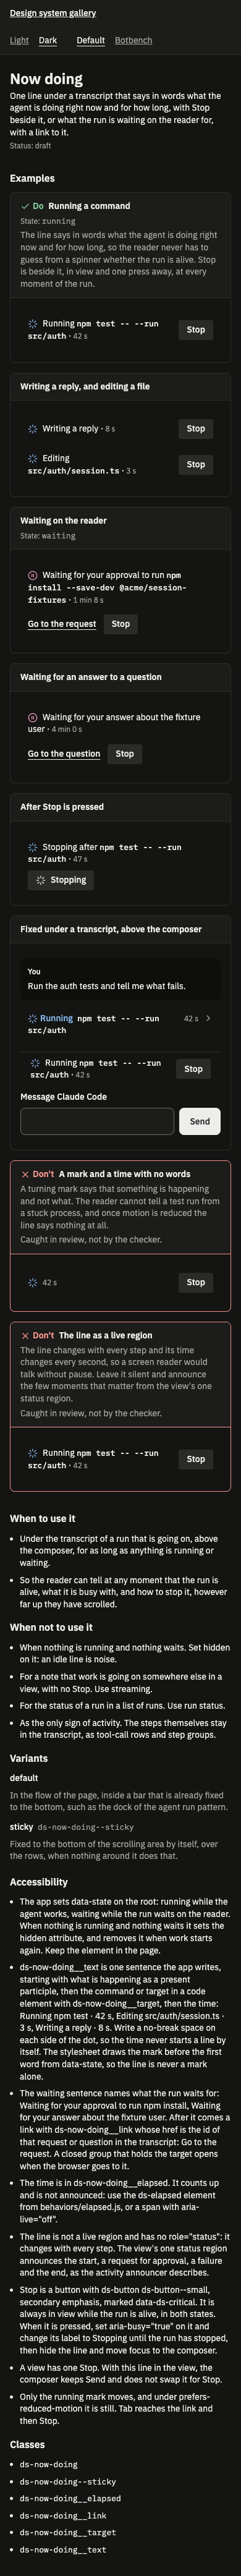 Design system gallery
Light Dark Default Botbench
Now doing
One line under a transcript that says in words what the
agent is doing right now and for how long, with Stop
beside it, or what the run is waiting on the reader for,
with a link to it.
Status: draft
Examples
Do Running a command
State: running
The line says in words what the agent is doing right
now and for how long, so the reader never has to
guess from a spinner whether the run is alive. Stop
is beside it, in view and one press away, at every
moment of the run.
Running npm test -- --run
src/auth · 42 s
Stop
Writing a reply, and editing a file
Writing a reply · 8 s
Stop
Editing
src/auth/session.ts · 3 s
Stop
Waiting on the reader
State: waiting
Waiting for your approval to run npm
install --save-dev @acme/session-
fixtures · 1 min 8 s
Go to the request Stop
Waiting for an answer to a question
Waiting for your answer about the fixture
user · 4 min 0 s
Go to the question Stop
After Stop is pressed
Stopping after npm test -- --run
src/auth · 47 s
Stopping
Fixed under a transcript, above the composer
You
Run the auth tests and tell me what fails.
Running npm test -- --run
src/auth
42 s
Running npm test -- --run
src/auth · 42 s
Stop
Message Claude Code
Send
Don't A mark and a time with no words
A turning mark says that something is happening
and not what. The reader cannot tell a test run from
a stuck process, and once motion is reduced the
line says nothing at all.
Caught in review, not by the checker.
42 s
Stop
Don't The line as a live region
The line changes with every step and its time
changes every second, so a screen reader would
talk without pause. Leave it silent and announce
the few moments that matter from the view's one
status region.
Caught in review, not by the checker.
Running npm test -- --run
src/auth · 42 s
Stop
When to use it
• Under the transcript of a run that is going on, above
the composer, for as long as anything is running or
waiting.
• So the reader can tell at any moment that the run is
alive, what it is busy with, and how to stop it, however
far up they have scrolled.
When not to use it
• When nothing is running and nothing waits. Set hidden
on it: an idle line is noise.
• For a note that work is going on somewhere else in a
view, with no Stop. Use streaming.
• For the status of a run in a list of runs. Use run status.
• As the only sign of activity. The steps themselves stay
in the transcript, as tool-call rows and step groups.
Variants
default
In the flow of the page, inside a bar that is already fixed
to the bottom, such as the dock of the agent run pattern.
sticky ds-now-doing--sticky
Fixed to the bottom of the scrolling area by itself, over
the rows, when nothing around it does that.
Accessibility
• The app sets data-state on the root: running while the
agent works, waiting while the run waits on the reader.
When nothing is running and nothing waits it sets the
hidden attribute, and removes it when work starts
again. Keep the element in the page.
• ds-now-doing__text is one sentence the app writes,
starting with what is happening as a present
participle, then the command or target in a code
element with ds-now-doing__target, then the time:
Running npm test · 42 s, Editing src/auth/session.ts ·
3 s, Writing a reply · 8 s. Write a no-break space on
each side of the dot, so the time never starts a line by
itself. The stylesheet draws the mark before the first
word from data-state, so the line is never a mark
alone.
• The waiting sentence names what the run waits for:
Waiting for your approval to run npm install, Waiting
for your answer about the fixture user. After it comes a
link with ds-now-doing__link whose href is the id of
that request or question in the transcript: Go to the
request. A closed group that holds the target opens
when the browser goes to it.
• The time is in ds-now-doing__elapsed. It counts up
and is not announced: use the ds-elapsed element
from behaviors/elapsed.js, or a span with aria-
live="off".
• The line is not a live region and has no role="status": it
changes with every step. The view's one status region
announces the start, a request for approval, a failure
and the end, as the activity announcer describes.
• Stop is a button with ds-button ds-button--small,
secondary emphasis, marked data-ds-critical. It is
always in view while the run is alive, in both states.
When it is pressed, set aria-busy="true" on it and
change its label to Stopping until the run has stopped,
then hide the line and move focus to the composer.
• A view has one Stop. With this line in the view, the
composer keeps Send and does not swap it for Stop.
• Only the running mark moves, and under prefers-
reduced-motion it is still. Tab reaches the link and
then Stop.
Classes
• ds-now-doing
• ds-now-doing--sticky
• ds-now-doing__elapsed
• ds-now-doing__link
• ds-now-doing__target
• ds-now-doing__text